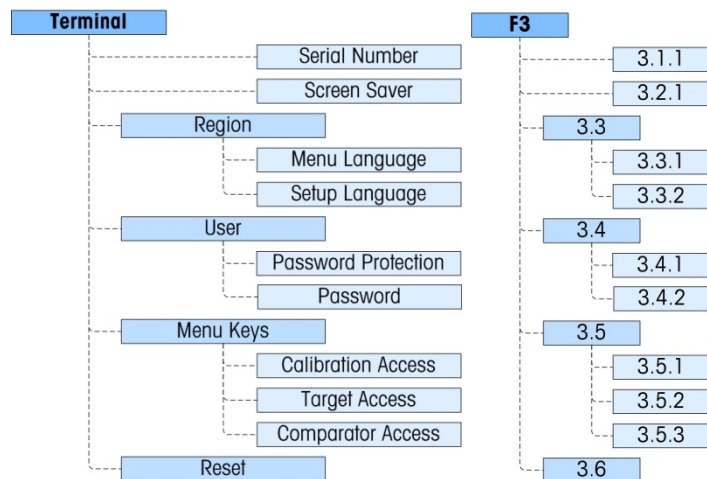 Terminal
F3
Serial Number
3.1.1
Screen Saver
3.2.1
Region
3.3
Menu Language
3.3.1
Setup Language
3.3.2
User
3.4
Password Protection
3.4.1
Password
3.4.2
Menu Keys
3.5
Calibration Access
3.5.1
Target Access
3.5.2
Comparator Access
3.5.3
Reset
3.6